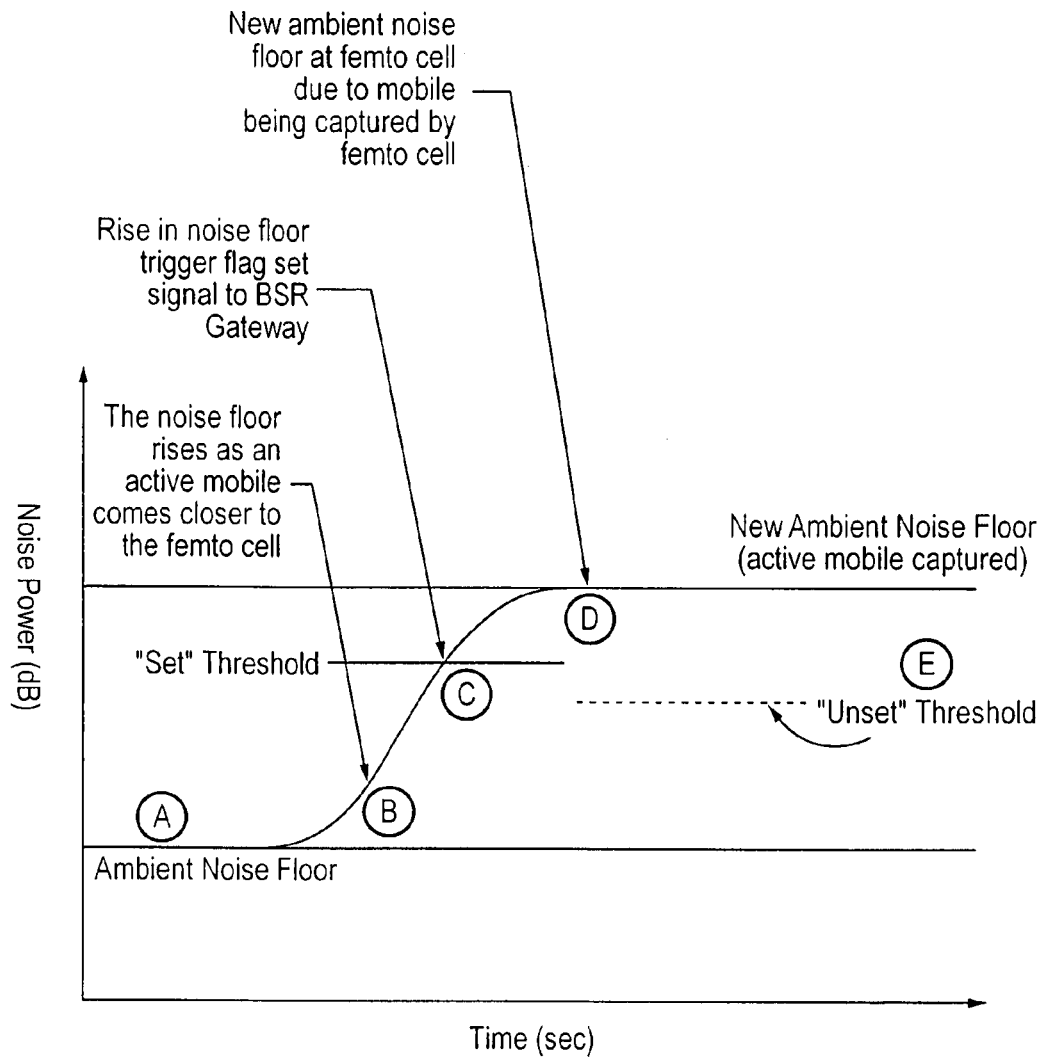 New ambient noise
floor at femto cell
due to mobile
being captured by
femto cell
Rise in noise floor
trigger flag set
signal to BSR
Gateway
The noise floor
rises as an
active mobile
comes closer to
the femto cell
Noise Power (dB)
New Ambient Noise Floor
(active mobile captured)
D
"Set" Threshold
E
C
"Unset" Threshold
A
B
Ambient Noise Floor
Time (sec)